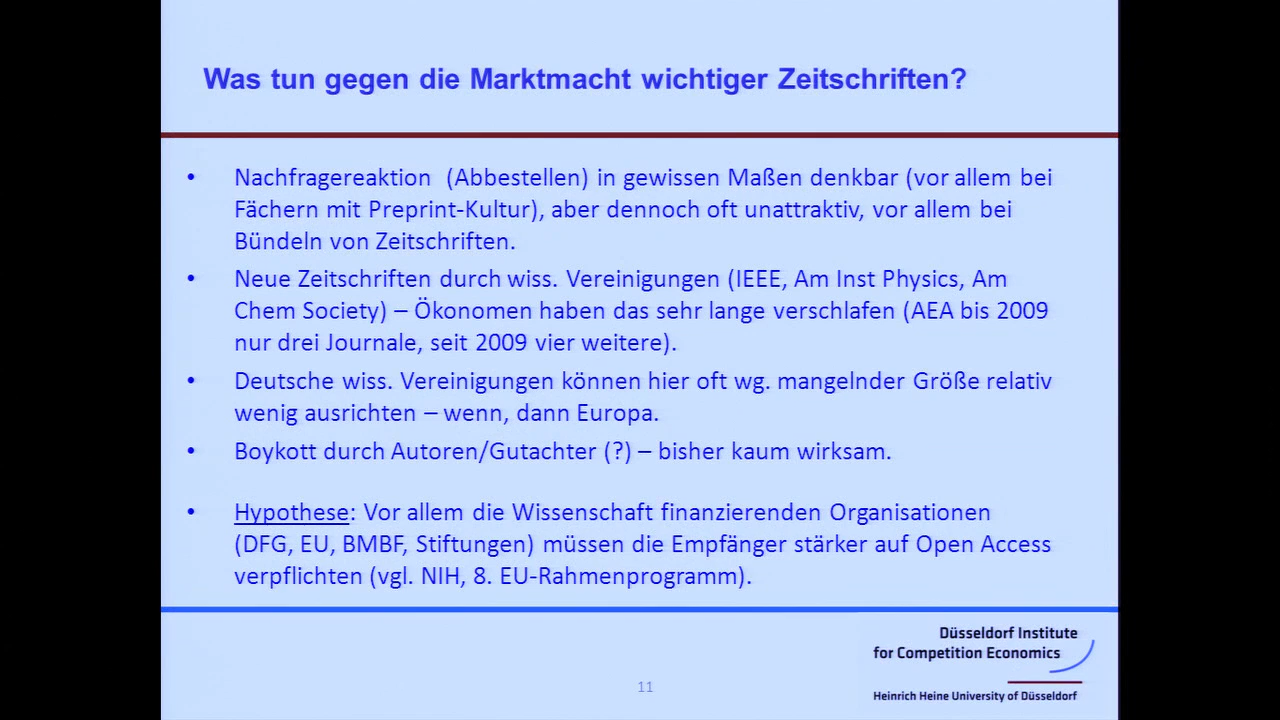 Was tun gegen die Marktmacht wichtiger Zeitschriften?
• Nachfragereaktion (Abbestellen) in gewissen Maßen denkbar (vor allem bei
Fächern mit Preprint-Kultur), aber dennoch oft unattraktiv, vor allem bei
Bündeln von Zeitschriften.
• Neue Zeitschriften durch wiss. Vereinigungen (IEEE, Am Inst Physics, Am
Chem Society) – Ökonomen haben das sehr lange verschlafen (AEA bis 2009
nur drei Journale, seit 2009 vier weitere).
• Deutsche wiss. Vereinigungen können hier oft wg. mangelnder Größe relativ
wenig ausrichten – wenn, dann Europa.
• Boykott durch Autoren/Gutachter (?) – bisher kaum wirksam.
• Hypothese: Vor allem die Wissenschaft finanzierenden Organisationen
(DFG, EU, BMBF, Stiftungen) müssen die Empfänger stärker auf Open Access
verpflichten (vgl. NIH, 8. EU-Rahmenprogramm).
Düsseldorf Institute
for Competition Economics
11
Heinrich Heine University of Düsseldorf